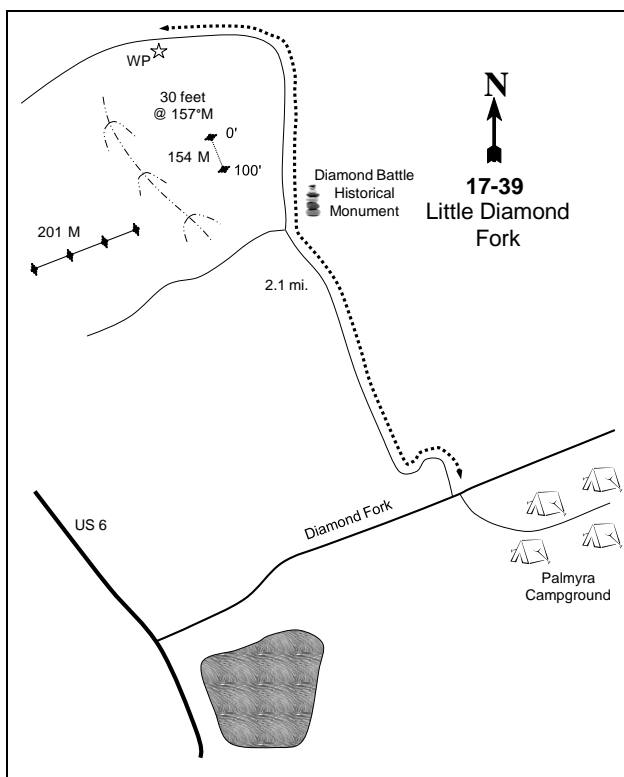 WP
30 feet
@ 157°M
0'
154 M
100'
N
17-39
Little Diamond
Fork
Diamond Battle
Historical
Monument
201 M
2.1 mi.
US 6
Diamond Fork
Palmyra
Campground